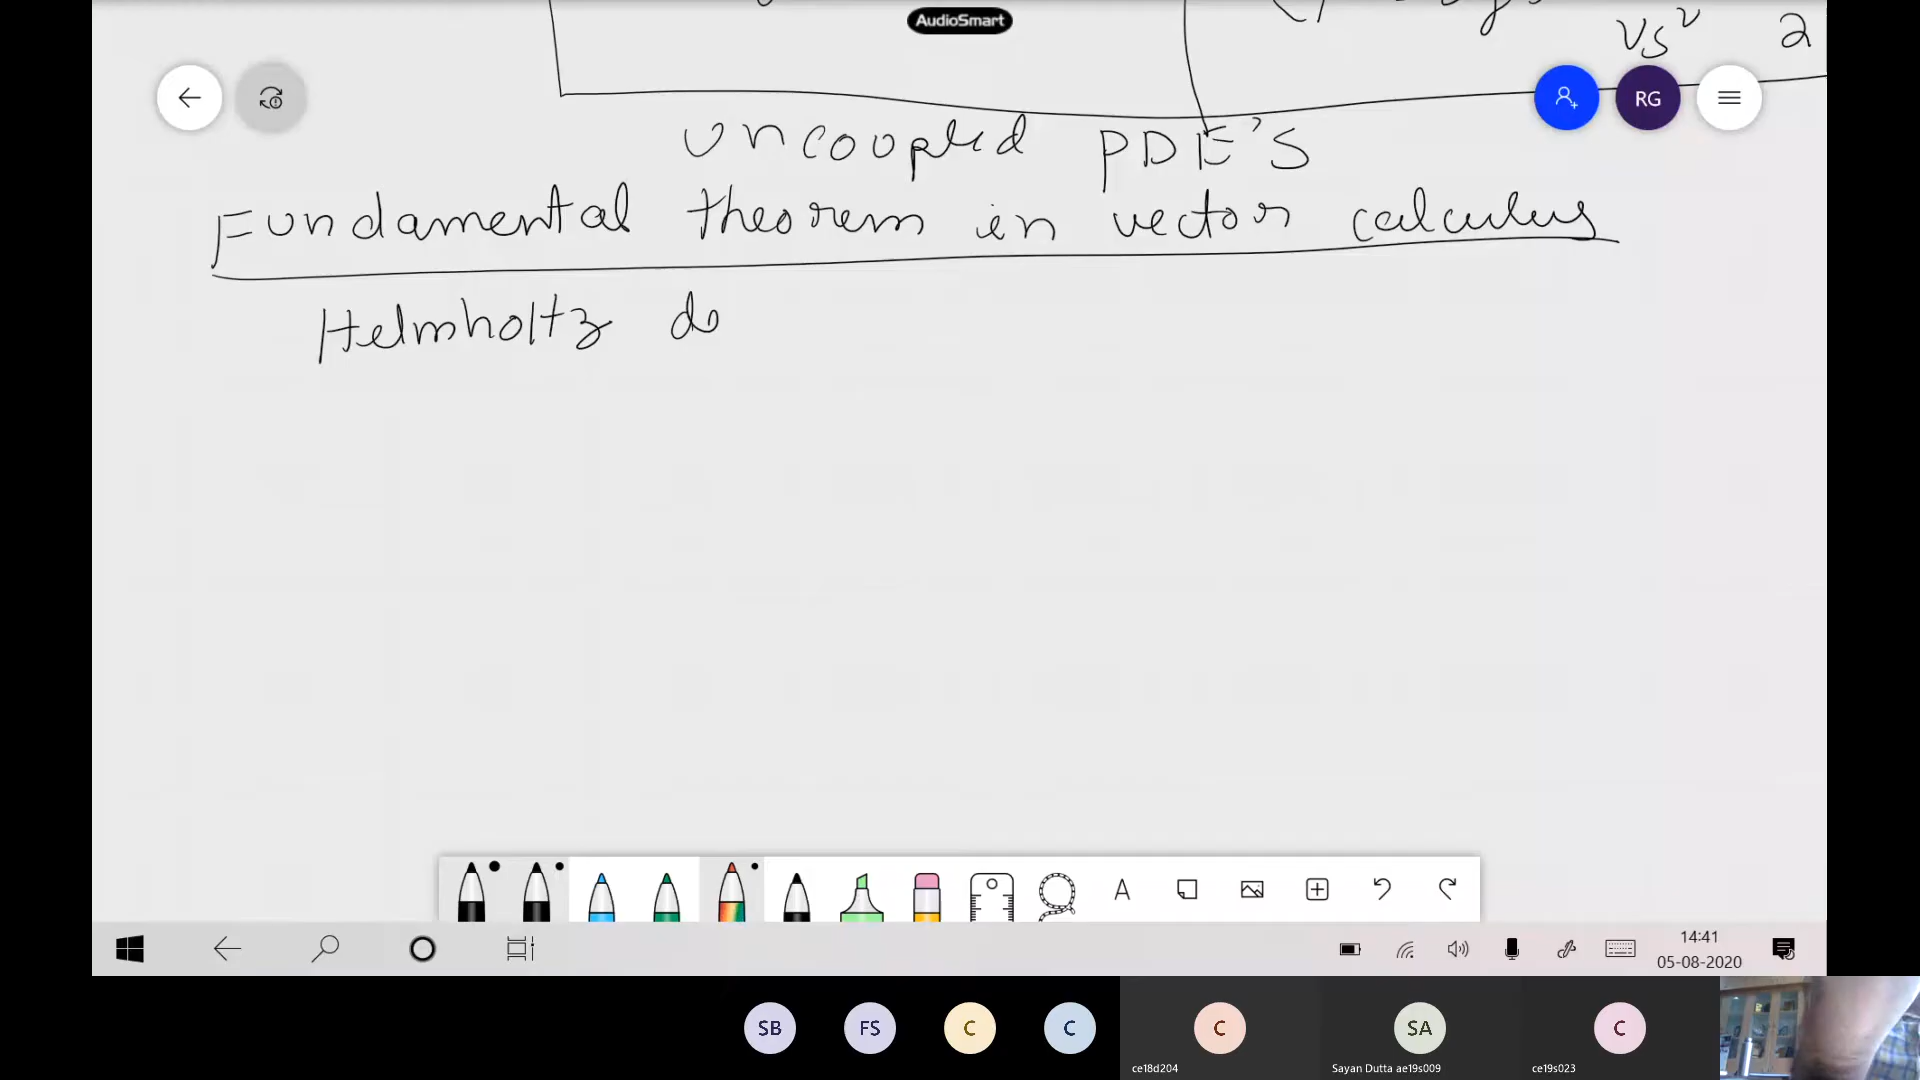 AudioSmart
Vs² 2
RG
Uncoupled PDE's
Fundamental theorem in vector calculus
Helmholtz de
A
14:41
05-08-2020
SB FS C C C SA C
ce18d204 Sayan Dutta ae19s009 ce19s023